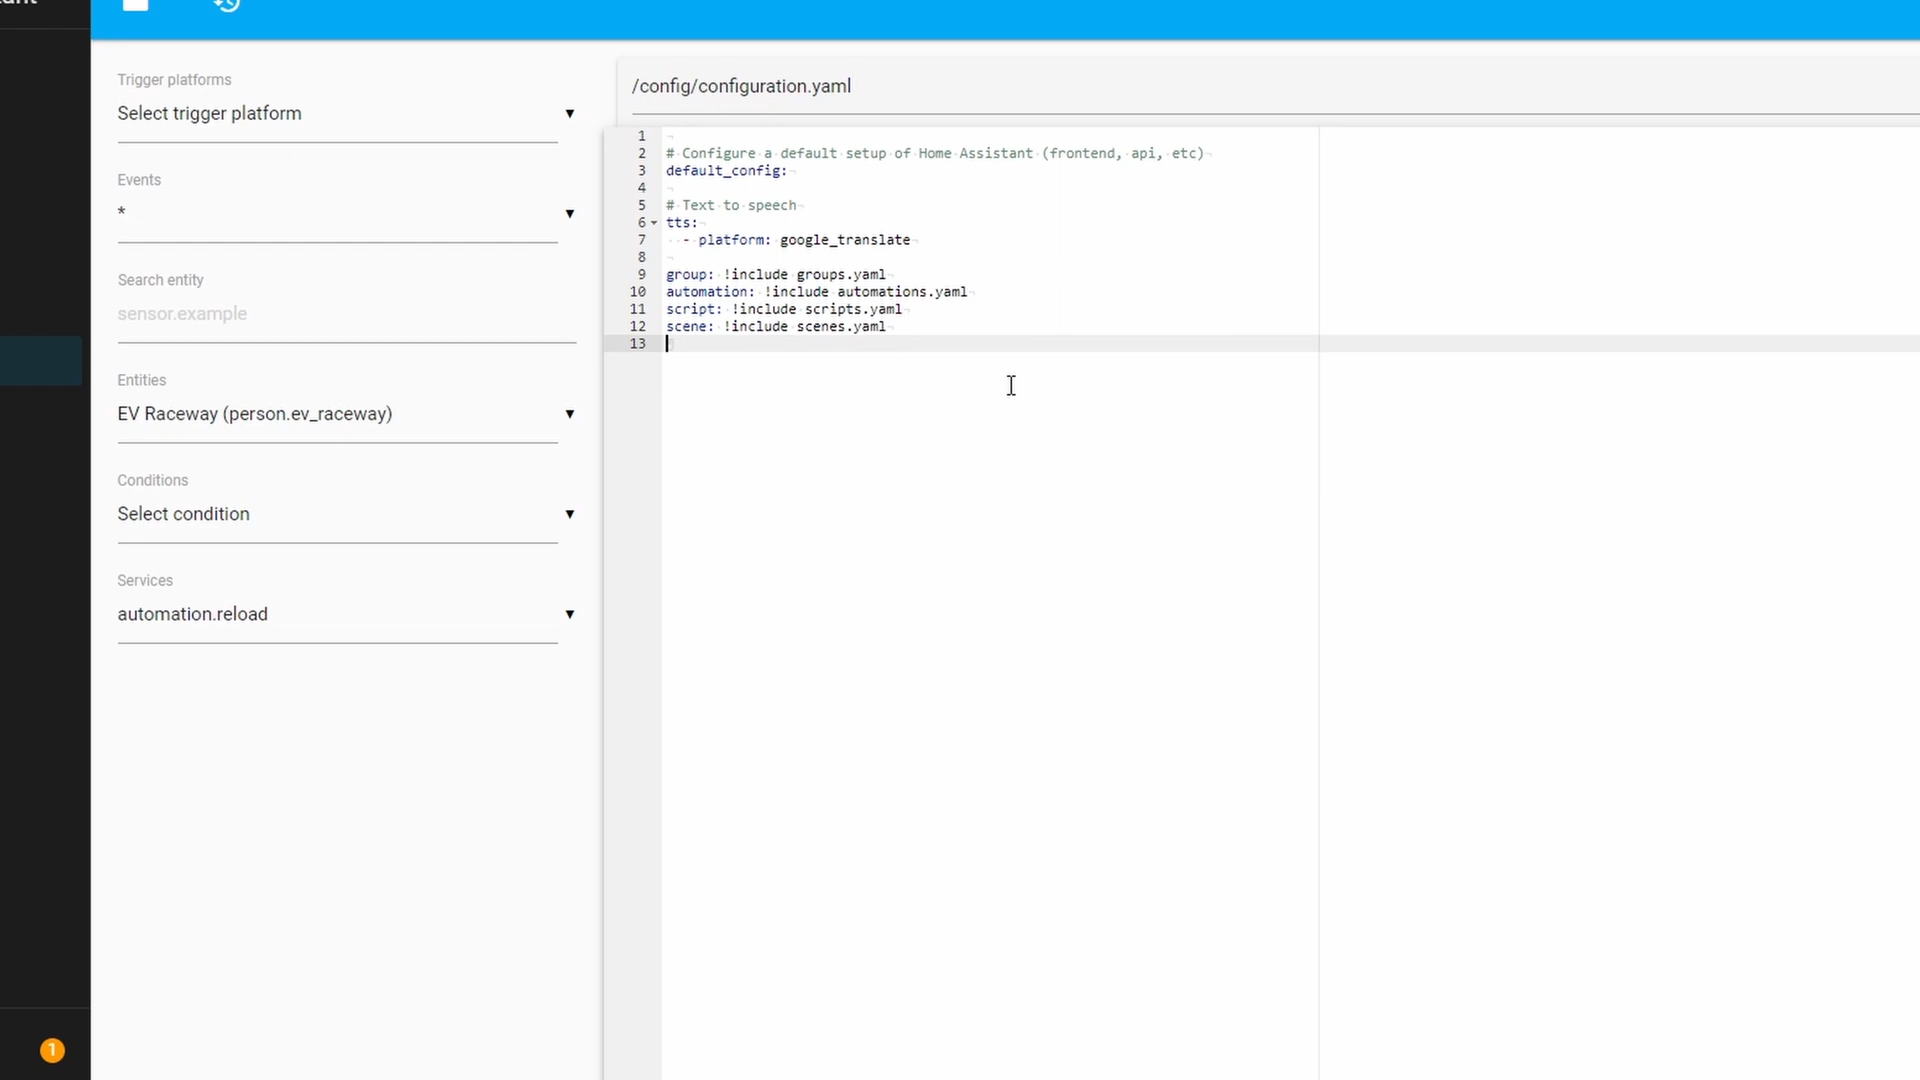 Trigger platforms
Select trigger platform
Events
*
Search entity
sensor.example
Entities
EV Raceway (person.ev_raceway)
Conditions
Select condition
Services
automation.reload
/config/configuration.yaml
1
2 # Configure a default setup of Home Assistant (frontend, api, etc)
3 default_config:
4
5 # Text to speech
6 tts:
7   - platform: google_translate
8
9 group: !include groups.yaml
10 automation: !include automations.yaml
11 script: !include scripts.yaml
12 scene: !include scenes.yaml
13
1